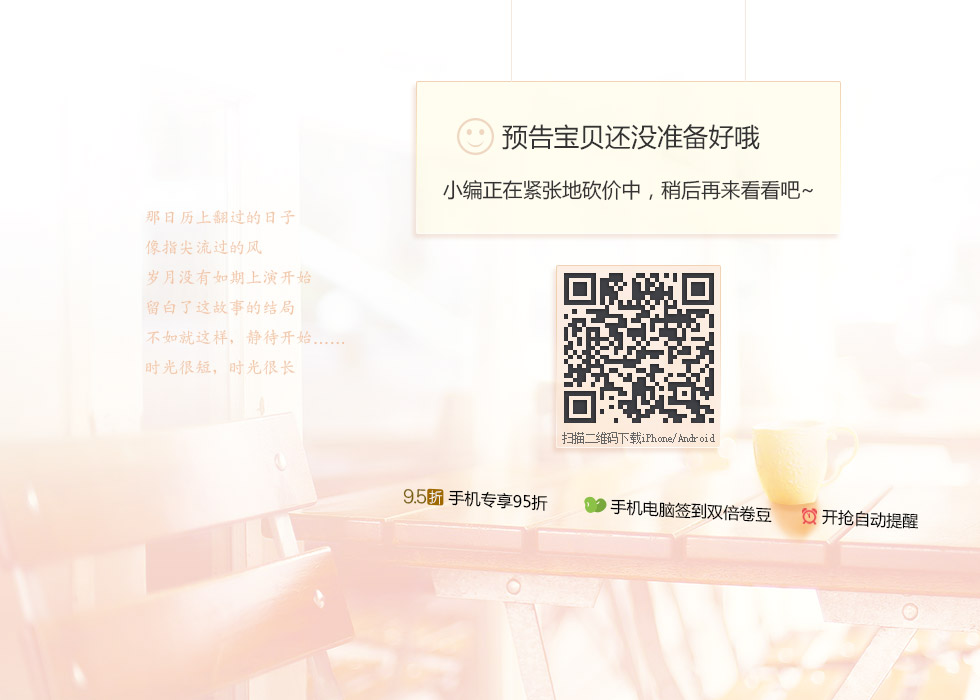 预告宝贝还没准备好哦
小编正在紧张地砍价中，稍后再来看看吧~
那日历上翻过的日子
像指尖流过的风
岁月没有如期上演开始
留白了这故事的结局
不如就这样，静待开始……
时光很短，时光很长
扫描二维码下载iPhone/Android
9.5折 手机专享95折
手机电脑签到双倍卷豆
开抢自动提醒